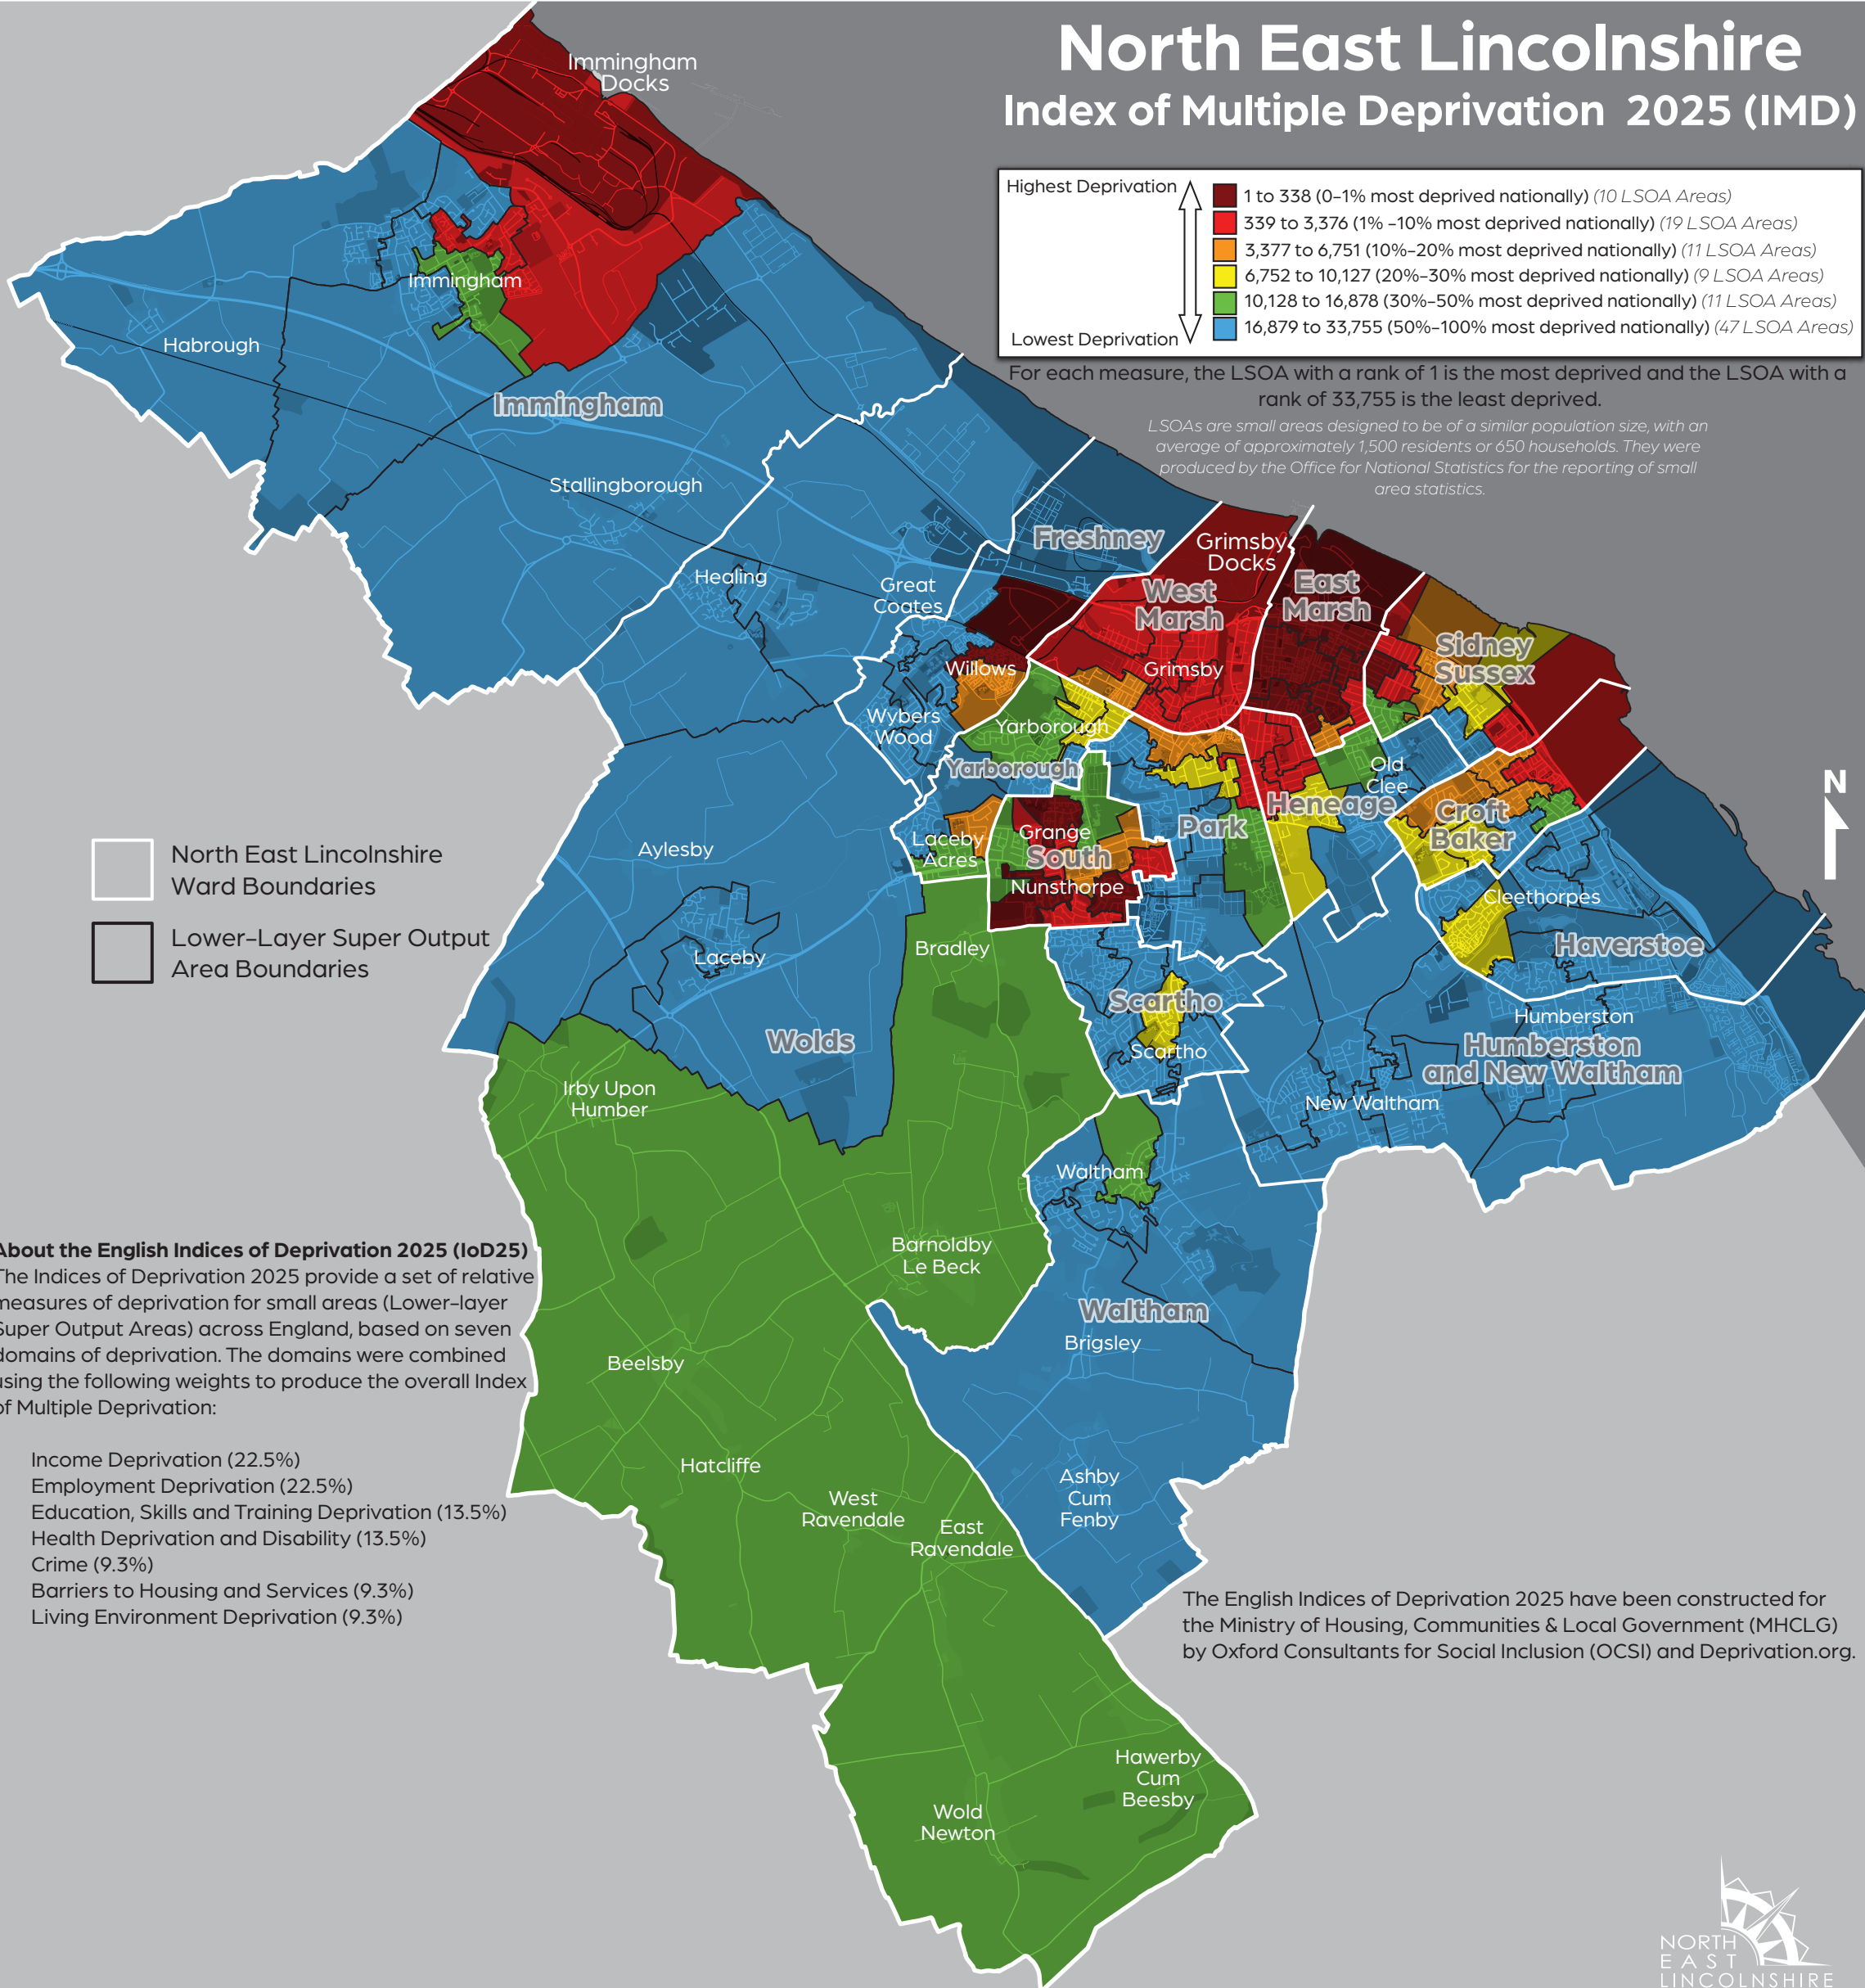 North East Lincolnshire
Index of Multiple Deprivation 2025 (IMD)
Highest Deprivation
1 to 338 (0-1% most deprived nationally) (10 LSOA Areas)
339 to 3,376 (1% -10% most deprived nationally) (19 LSOA Areas)
3,377 to 6,751 (10%-20% most deprived nationally) (11 LSOA Areas)
6,752 to 10,127 (20%-30% most deprived nationally) (9 LSOA Areas)
10,128 to 16,878 (30%-50% most deprived nationally) (11 LSOA Areas)
16,879 to 33,755 (50%-100% most deprived nationally) (47 LSOA Areas)
Lowest Deprivation
For each measure, the LSOA with a rank of 1 is the most deprived and the LSOA with a
rank of 33,755 is the least deprived.
LSOAs are small areas designed to be of a similar population size, with an
average of approximately 1,500 residents or 650 households. They were
produced by the Office for National Statistics for the reporting of small
area statistics.
Immingham
Docks
Immingham
Habrough
Immingham
Stallingborough
Healing
Great
Coates
Freshney
Grimsby
Docks
West
Marsh
East
Marsh
Sidney
Sussex
Willows
Grimsby
Wybers
Wood
Yarborough
Yarborough
Old
Clee
Heneage
Croft
Baker
Park
Laceby
Acres
Grange
South
Nunsthorpe
Aylesby
Cleethorpes
Haverstoe
Bradley
Laceby
Scartho
Scartho
Humberston
Humberston
and New Waltham
New Waltham
Wolds
Irby Upon
Humber
Waltham
Barnoldby
Le Beck
Waltham
Brigsley
Beelsby
Hatcliffe
West
Ravendale
East
Ravendale
Ashby
Cum
Fenby
Hawerby
Cum
Beesby
Wold
Newton
N
North East Lincolnshire
Ward Boundaries
Lower-Layer Super Output
Area Boundaries
About the English Indices of Deprivation 2025 (IoD25)
The Indices of Deprivation 2025 provide a set of relative
measures of deprivation for small areas (Lower-layer
Super Output Areas) across England, based on seven
domains of deprivation. The domains were combined
using the following weights to produce the overall Index
of Multiple Deprivation:
Income Deprivation (22.5%)
Employment Deprivation (22.5%)
Education, Skills and Training Deprivation (13.5%)
Health Deprivation and Disability (13.5%)
Crime (9.3%)
Barriers to Housing and Services (9.3%)
Living Environment Deprivation (9.3%)
The English Indices of Deprivation 2025 have been constructed for
the Ministry of Housing, Communities & Local Government (MHCLG)
by Oxford Consultants for Social Inclusion (OCSI) and Deprivation.org.
NORTH
EAST
LINCOLNSHIRE